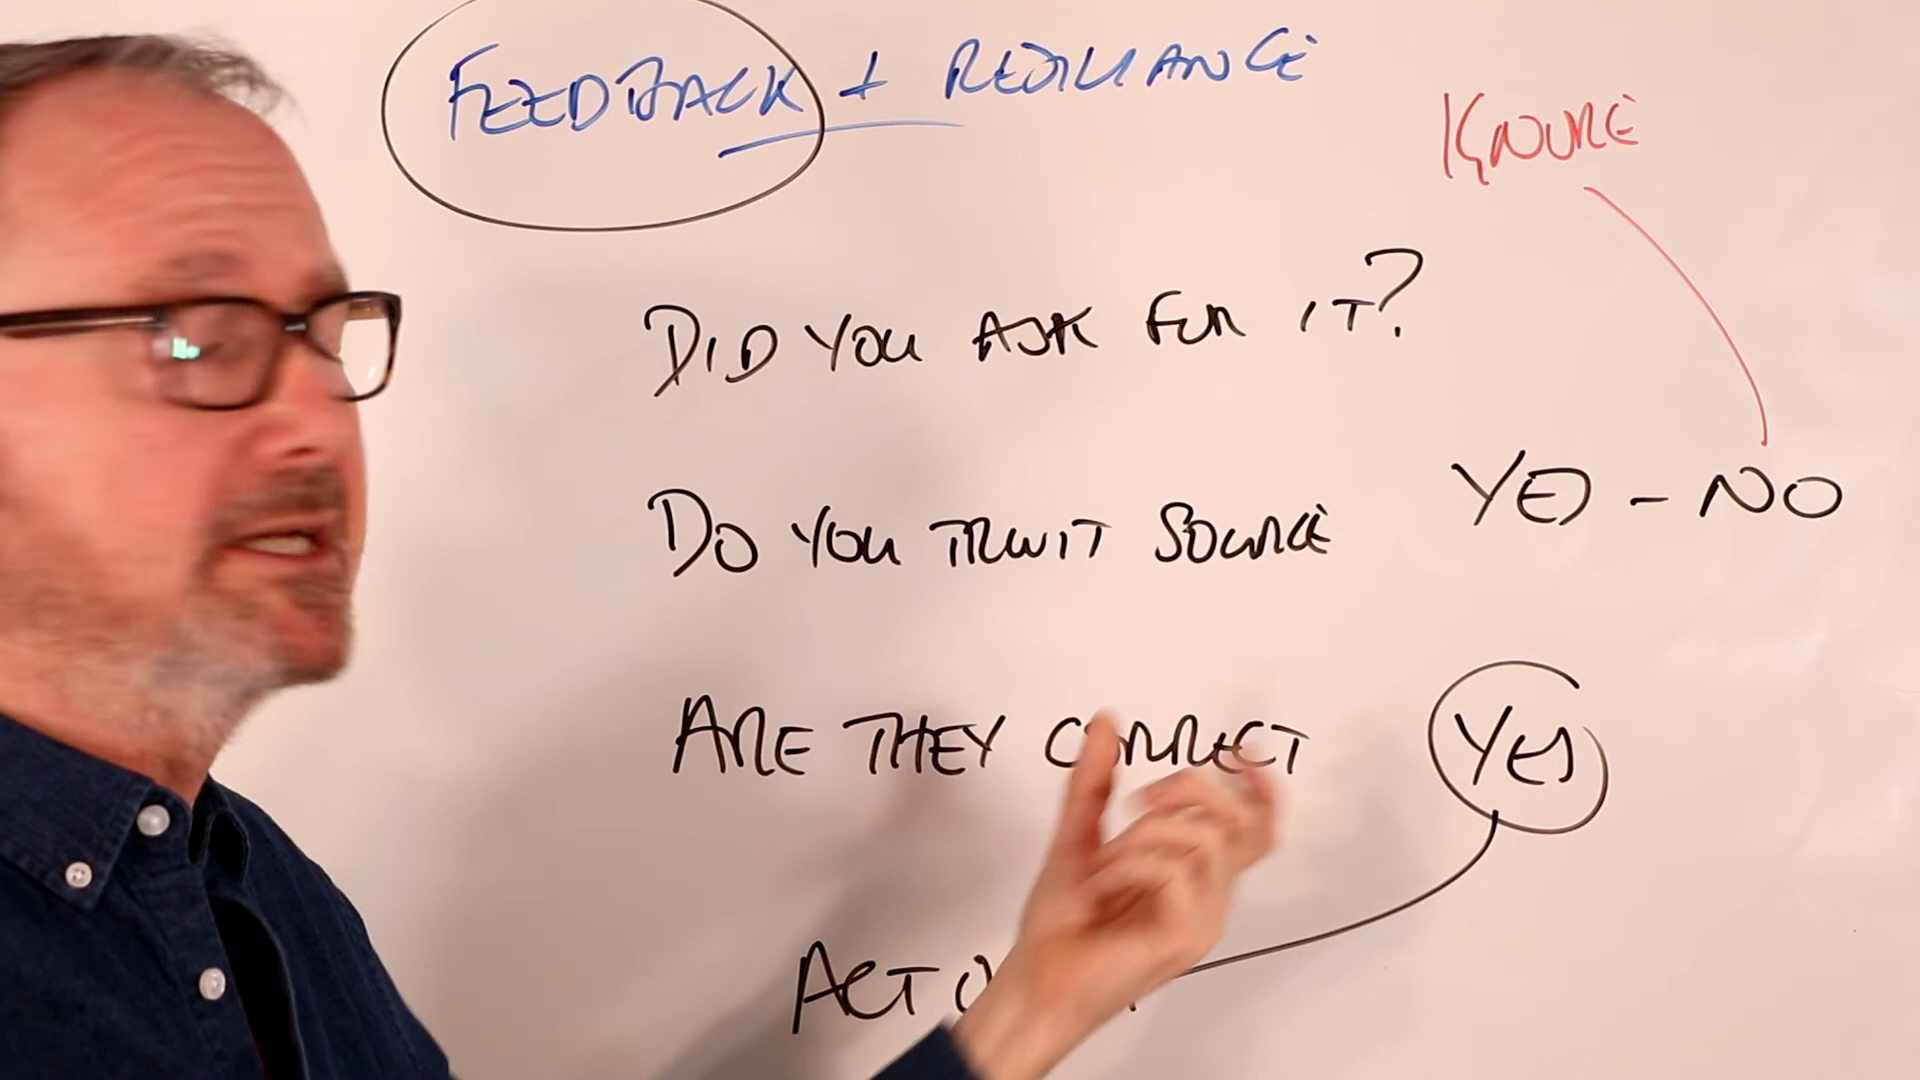 FEEDBACK + RESILIANCE
IGNORE
DID YOU ASK FOR IT?
DO YOU TRUST SOURCE
YES - NO
ARE THEY CORRECT
YES
ACT